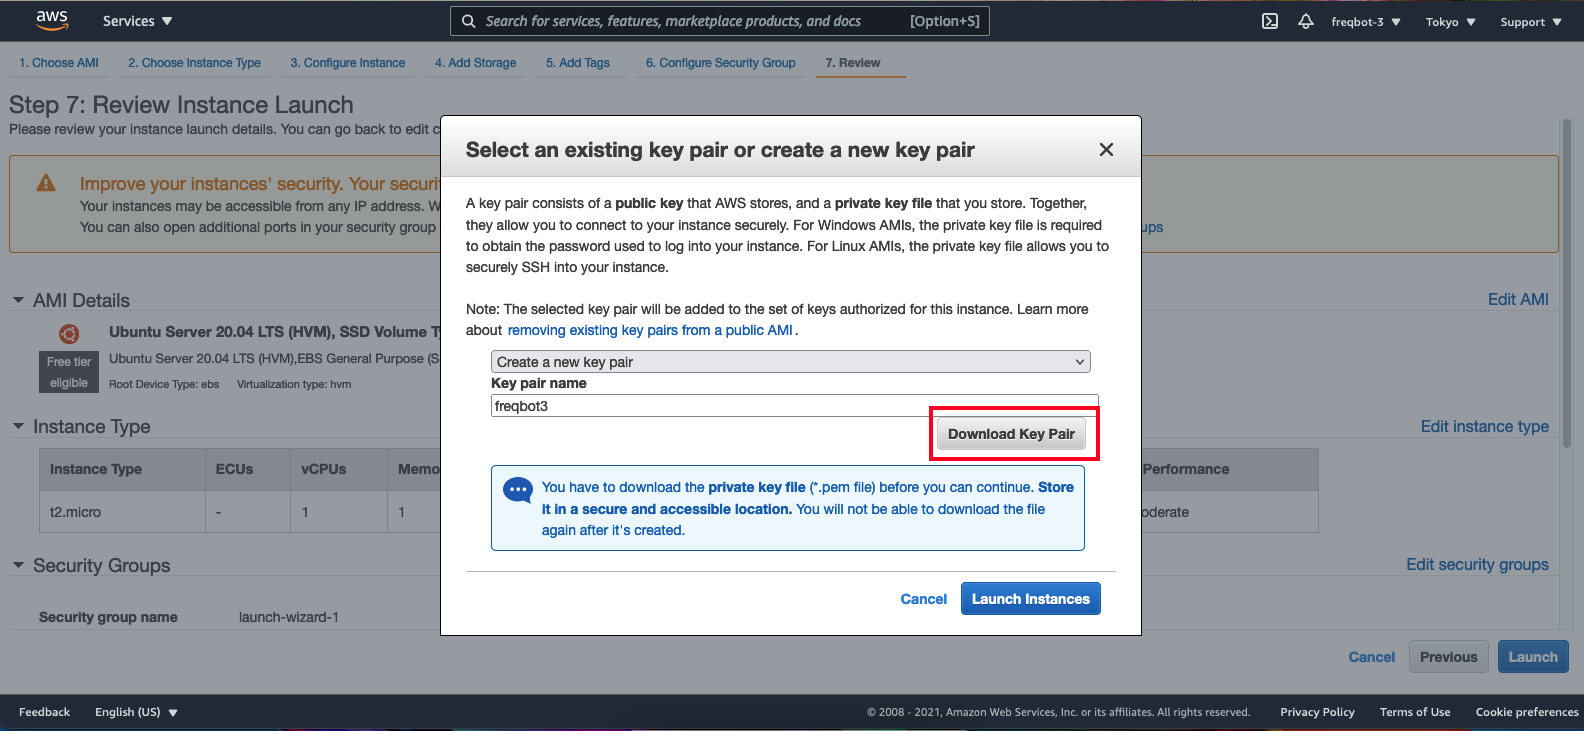 aws
Services
Search for services, features, marketplace products, and docs [Option+S]
freqbot-3
Tokyo
Support
1. Choose AMI
2. Choose Instance Type
3. Configure Instance
4. Add Storage
5. Add Tags
6. Configure Security Group
7. Review
Step 7: Review Instance Launch
Please review your instance launch details. You can go back to edit c
Improve your instances' security. Your securi
Your instances may be accessible from any IP address. W
You can also open additional ports in your security group
ups
AMI Details
Edit AMI
Ubuntu Server 20.04 LTS (HVM), SSD Volume Ty
Free tier
eligible
Ubuntu Server 20.04 LTS (HVM),EBS General Purpose (S
Root Device Type: ebs Virtualization type: hvm
Instance Type
Edit instance type
Instance Type ECUs vCPUs Memo Performance
t2.micro - 1 1 oderate
Security Groups
Edit security groups
Security group name launch-wizard-1
Select an existing key pair or create a new key pair
A key pair consists of a public key that AWS stores, and a private key file that you store. Together,
they allow you to connect to your instance securely. For Windows AMIs, the private key file is required
to obtain the password used to log into your instance. For Linux AMIs, the private key file allows you to
securely SSH into your instance.
Note: The selected key pair will be added to the set of keys authorized for this instance. Learn more
about removing existing key pairs from a public AMI .
Create a new key pair
Key pair name
freqbot3
Download Key Pair
You have to download the private key file (*.pem file) before you can continue. Store
it in a secure and accessible location. You will not be able to download the file
again after it's created.
Cancel
Launch Instances
Cancel
Previous
Launch
Feedback
English (US)
© 2008 - 2021, Amazon Web Services, Inc. or its affiliates. All rights reserved.
Privacy Policy
Terms of Use
Cookie preferences